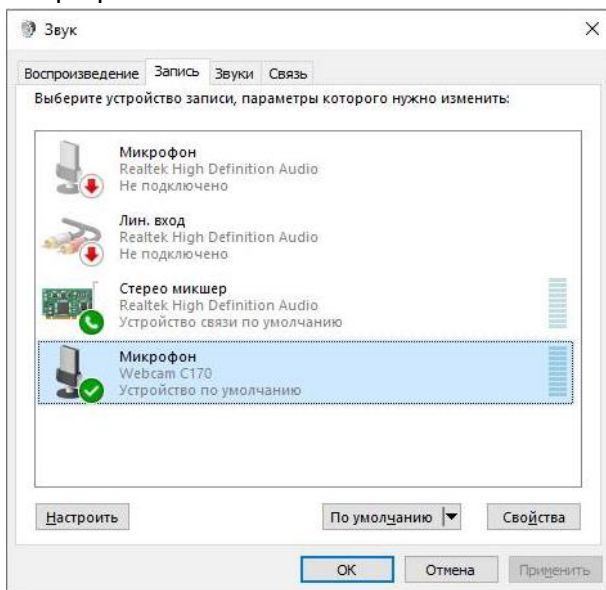 Звук
Воспроизведение Запись Звуки Связь
Выберите устройство записи, параметры которого нужно изменить:
Микрофон
Realtek High Definition Audio
Не подключено
Лин. вход
Realtek High Definition Audio
Не подключено
Стерео микшер
Realtek High Definition Audio
Устройство связи по умолчанию
Микрофон
Webcam C170
Устройство по умолчанию
Настроить По умолчанию Свойства
ОК Отмена Применить